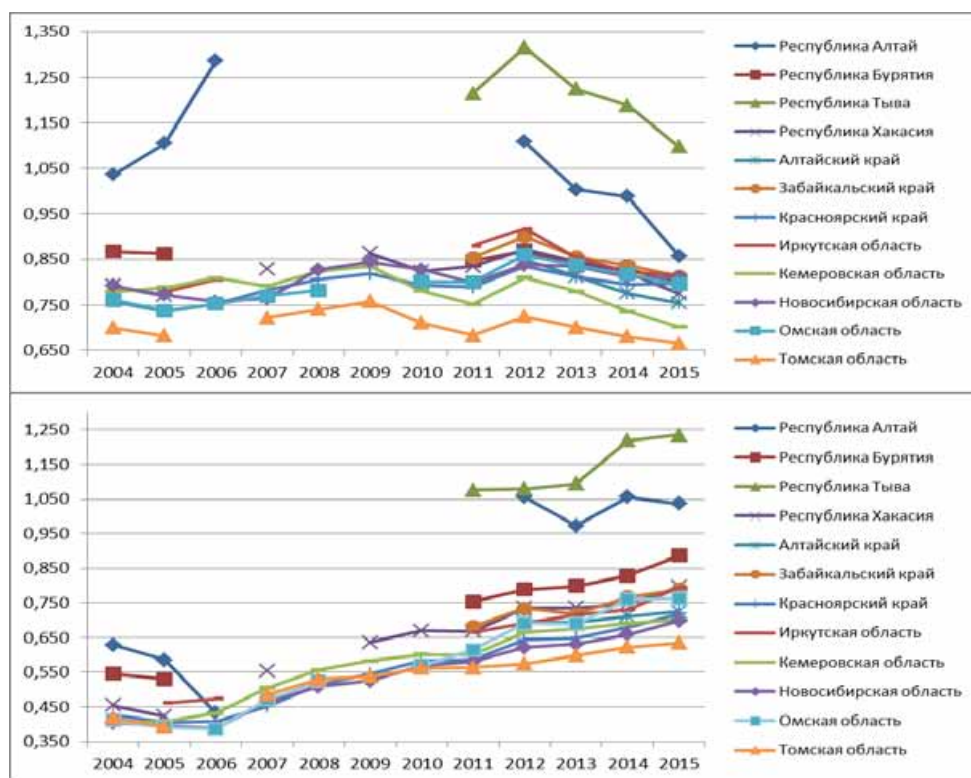 1,350
1,250
1,150
1,050
0,950
0,850
0,750
0,650
2004 2005 2006 2007 2008 2009 2010 2011 2012 2013 2014 2015
Республика Алтай
Республика Бурятия
Республика Тыва
Республика Хакасия
Алтайский край
Забайкальский край
Красноярский край
Иркутская область
Кемеровская область
Новосибирская область
Омская область
Томская область
1,250
1,150
1,050
0,950
0,850
0,750
0,650
0,550
0,450
0,350
2004 2005 2006 2007 2008 2009 2010 2011 2012 2013 2014 2015
Республика Алтай
Республика Бурятия
Республика Тыва
Республика Хакасия
Алтайский край
Забайкальский край
Красноярский край
Иркутская область
Кемеровская область
Новосибирская область
Омская область
Томская область